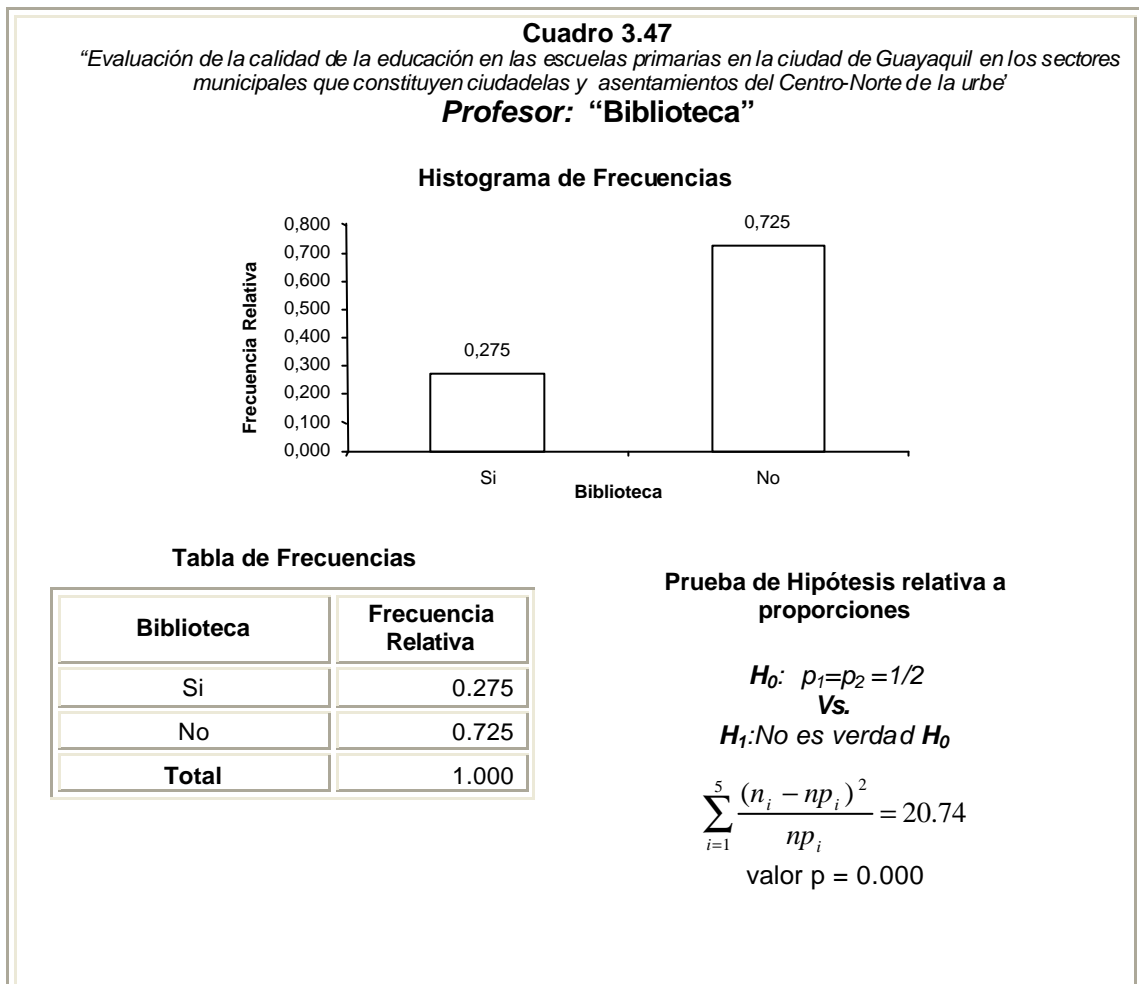 Cuadro 3.47
“Evaluación de la calidad de la educación en las escuelas primarias en la ciudad de Guayaquil en los sectores
municipales que constituyen ciudadelas y asentamientos del Centro-Norte de la urbe’
Profesor: “Biblioteca”
Histograma de Frecuencias
0,800
0,700
0,600
0,500
0,400
0,300
0,200
0,100
0,000
Frecuencia Relativa
0,275
0,725
Si
No
Biblioteca
Tabla de Frecuencias
Biblioteca Frecuencia Relativa
Si 0.275
No 0.725
Total 1.000
Prueba de Hipótesis relativa a
proporciones
H₀: p₁=p₂ =1/2
Vs.
H₁:No es verdad H₀
∑_{i=1}^{5} (n_i − np_i)² / np_i = 20.74
valor p = 0.000